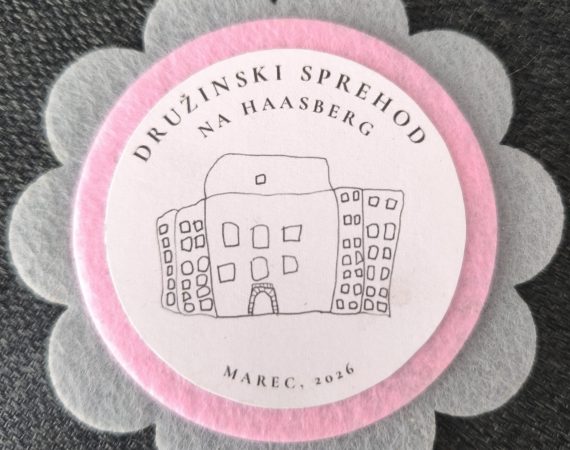 DRUŽINSKI SPREHOD
NA HAASBERG
MAREC, 2026